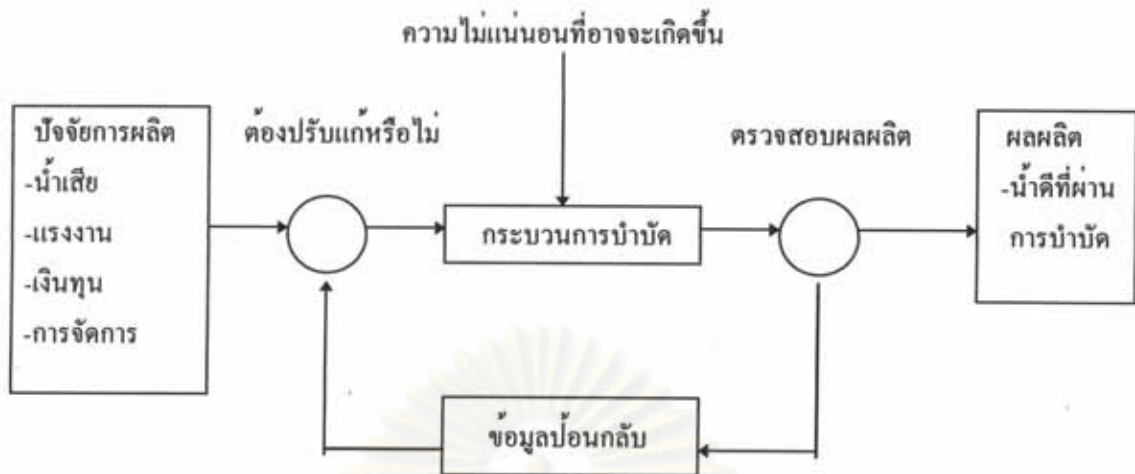 ความไม่แน่นอนที่อาจจะเกิดขึ้น
ปัจจัยการผลิต
-น้ำเสีย
-แรงงาน
-เงินทุน
-การจัดการ
ต้องปรับแก้หรือไม่
กระบวนการบำบัด
ตรวจสอบผลผลิต
ผลผลิต
-น้ำดีที่ผ่าน
การบำบัด
ข้อมูลป้อนกลับ